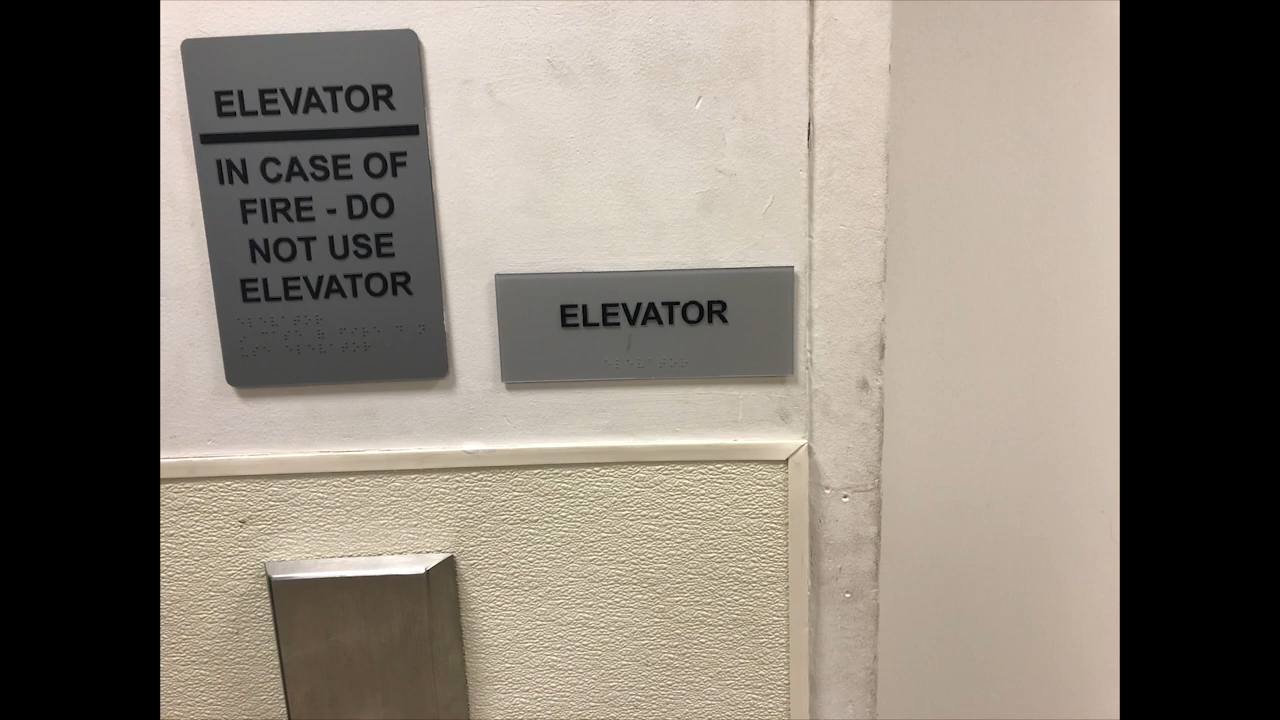 ELEVATOR
IN CASE OF
FIRE - DO
NOT USE
ELEVATOR
ELEVATOR